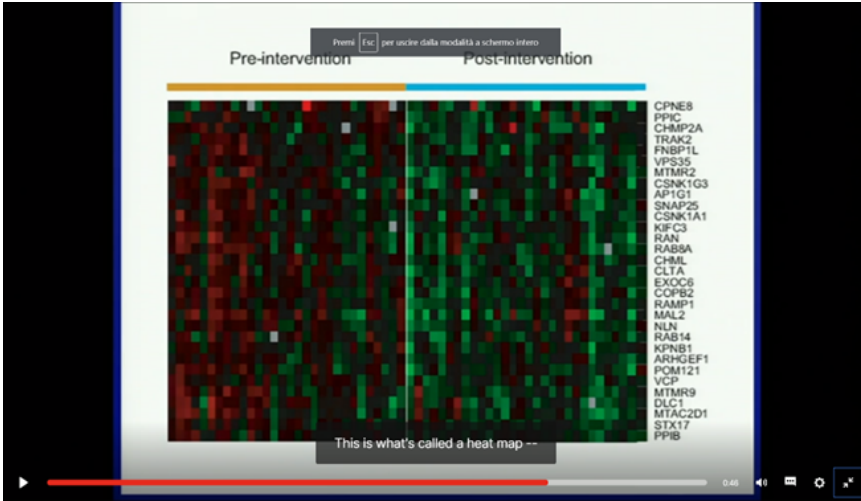 Premi Esc per uscire dalla modalità a schermo intero
Pre-intervention Post-intervention
CPNE8
PPIC
CHMP2A
TRAK2
FNBP1L
VPS35
MTMR2
CSNK1G3
AP1G1
SNAP25
CSNK1A1
KIFC3
RAN
RAB8A
CHML
CLTA
EXOC6
COPB2
RAMP1
MAL2
NLN
RAB14
KPNB1
ARHGEF1
POM121
VCP
MTMR9
DLC1
MTAC2D1
STX17
PPIB
This is what's called a heat map --
0:46